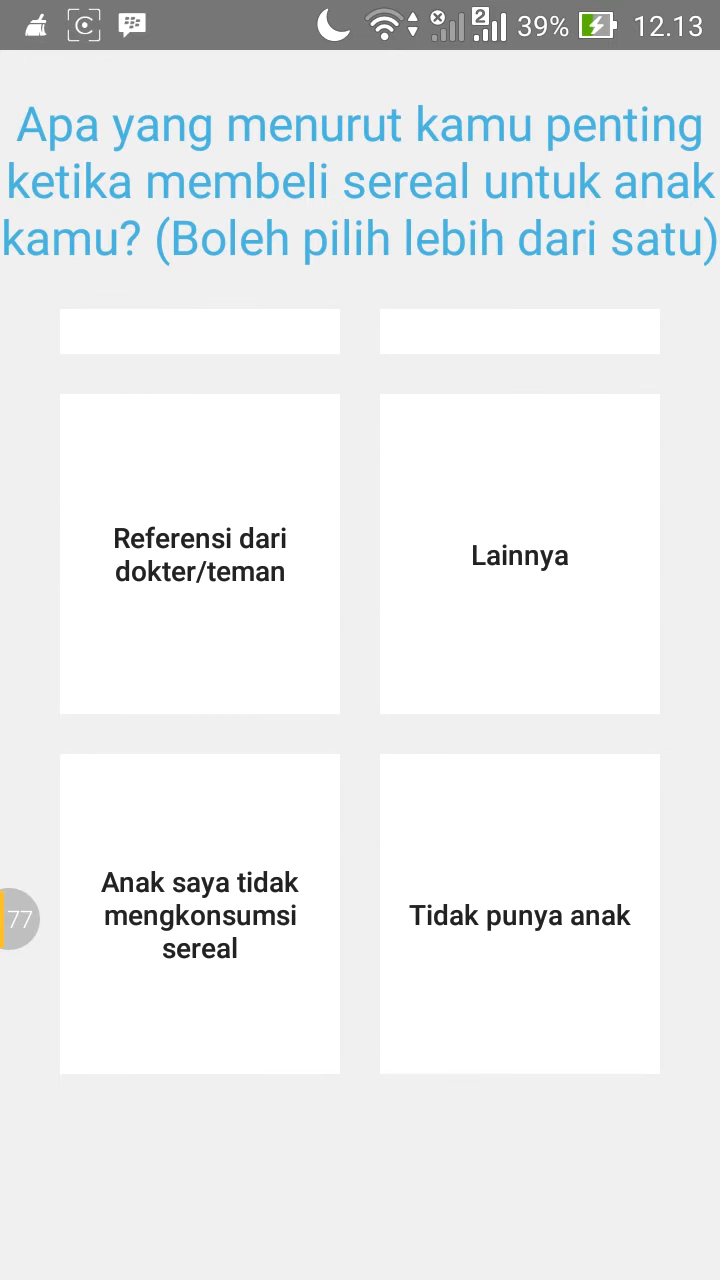 2 39% 12.13
Apa yang menurut kamu penting
ketika membeli sereal untuk anak
kamu? (Boleh pilih lebih dari satu)
Referensi dari
dokter/teman
Lainnya
Anak saya tidak
mengkonsumsi
sereal
Tidak punya anak
77